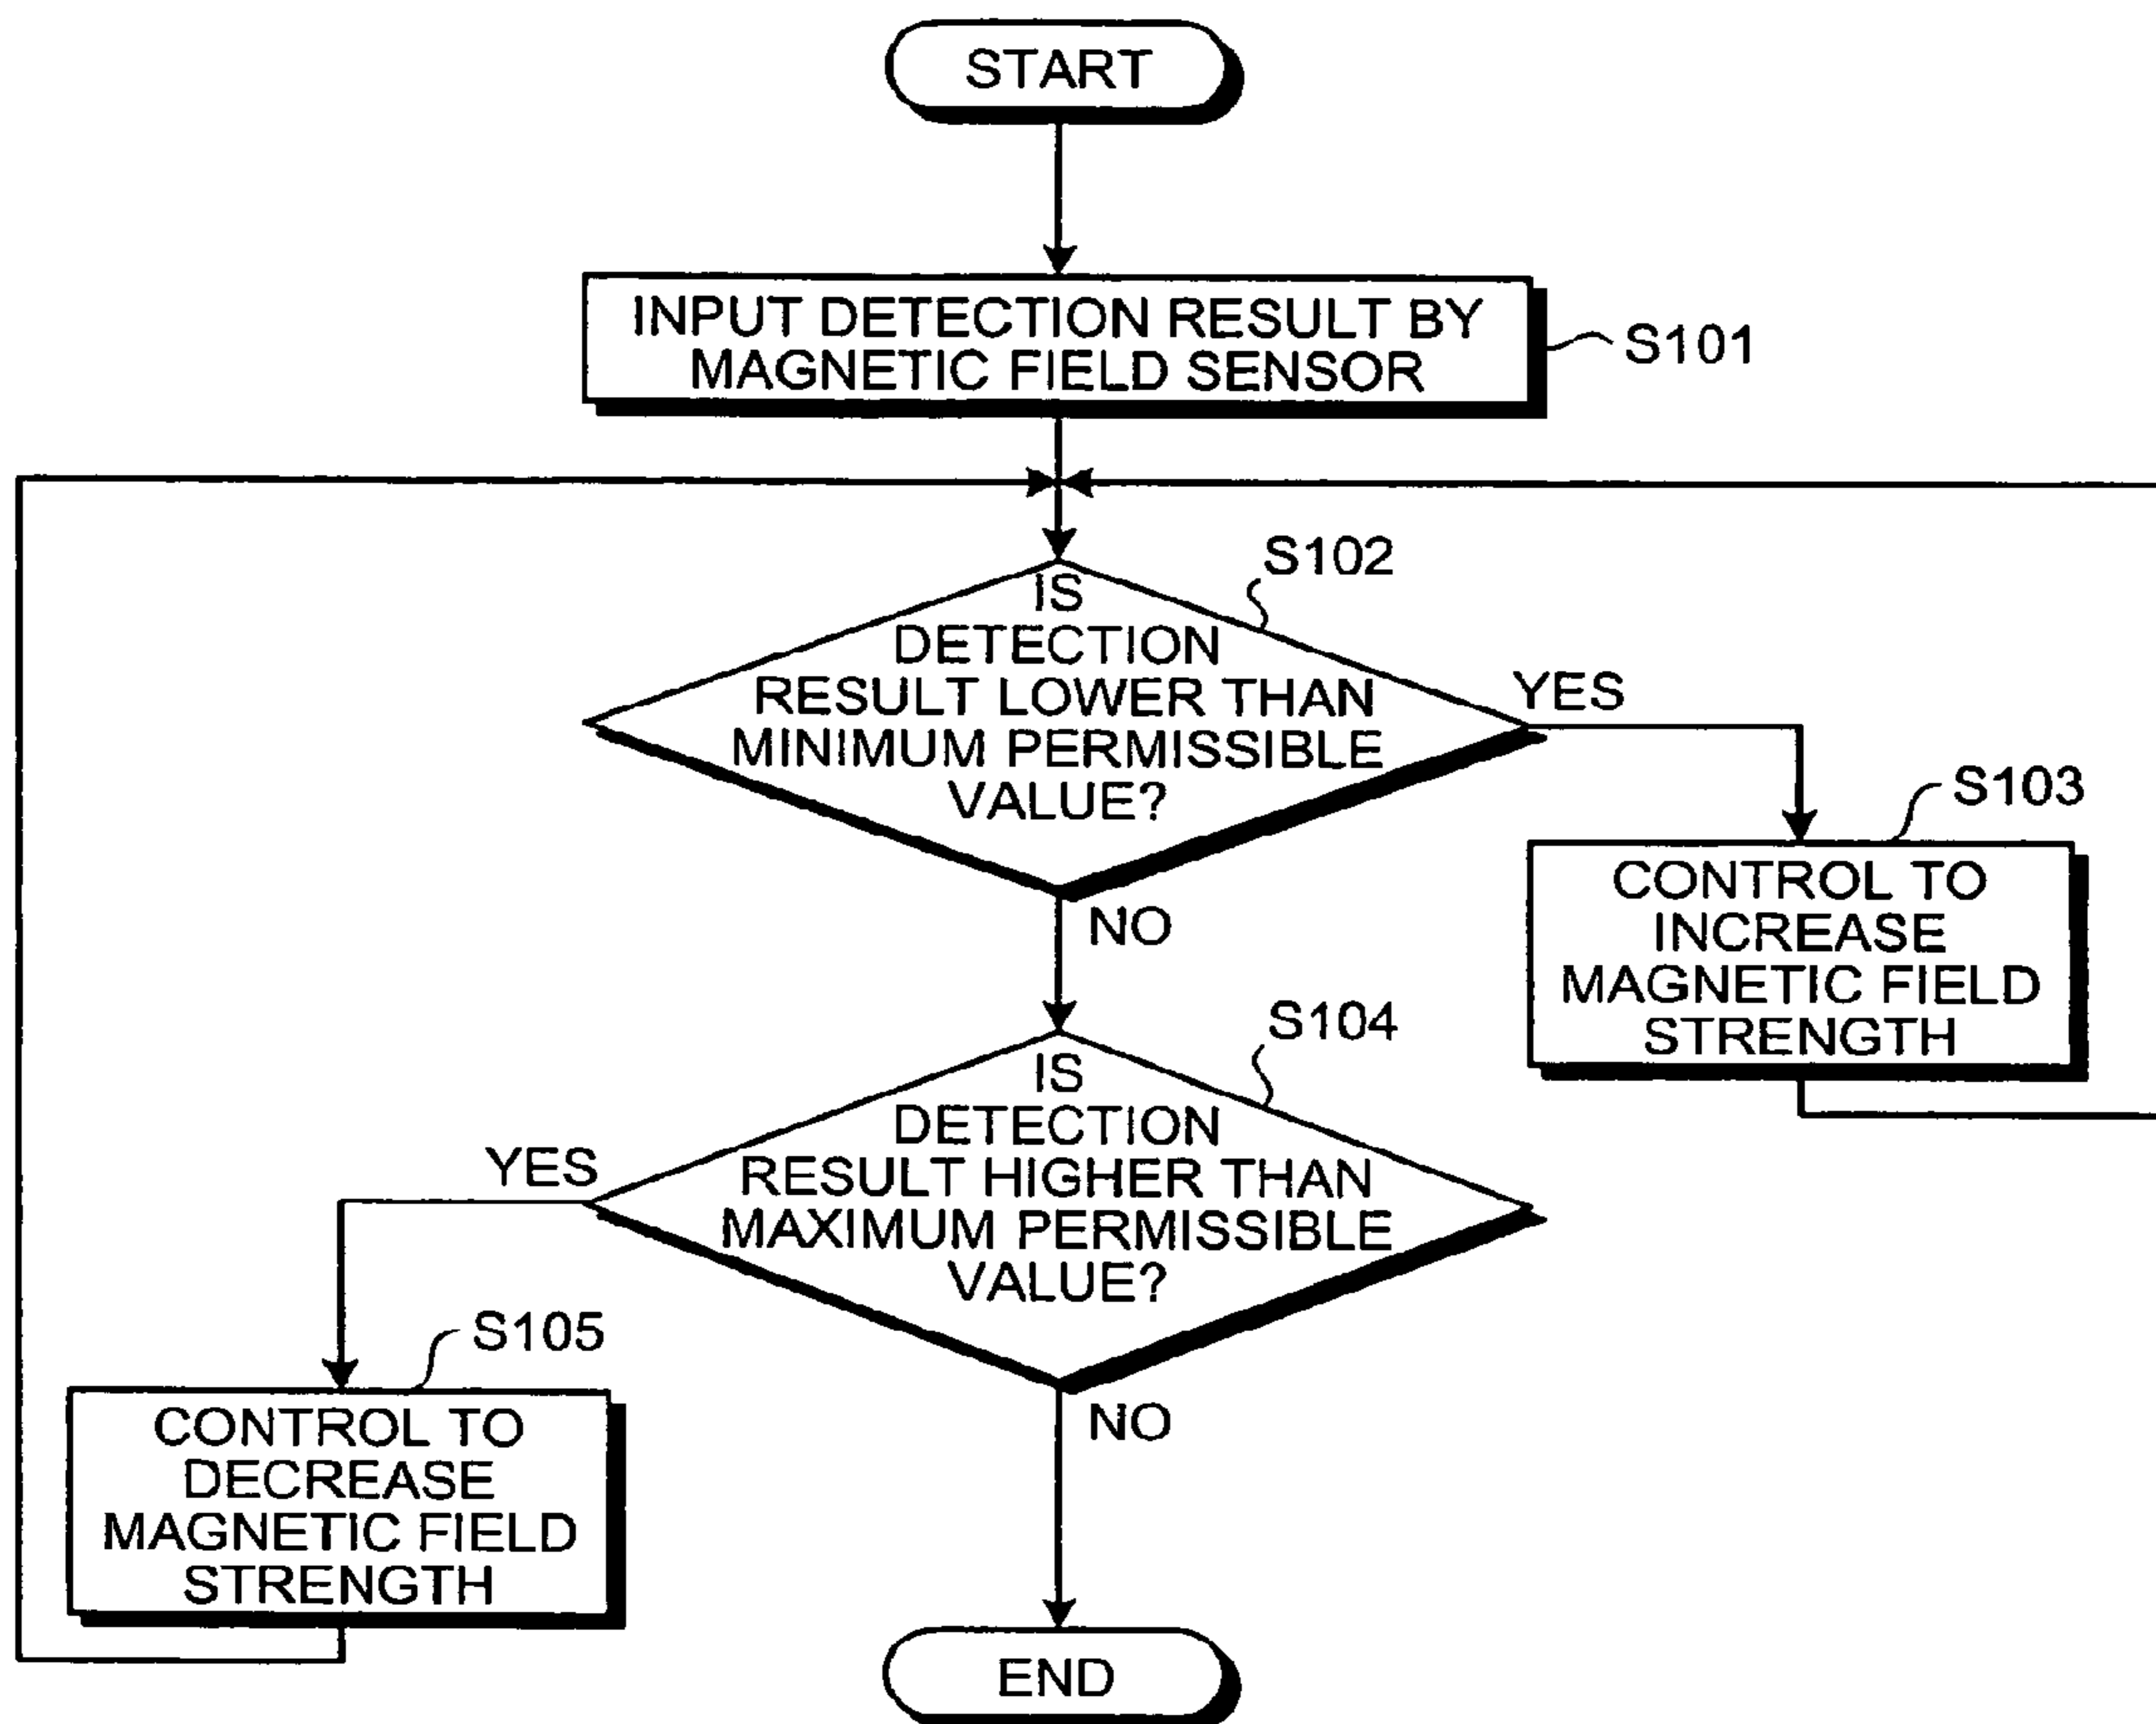 START
INPUT DETECTION RESULT BY
MAGNETIC FIELD SENSOR
S101
S102
IS
DETECTION
RESULT LOWER THAN
MINIMUM PERMISSIBLE
VALUE?
YES
NO
S103
CONTROL TO
INCREASE
MAGNETIC FIELD
STRENGTH
S104
IS
DETECTION
RESULT HIGHER THAN
MAXIMUM PERMISSIBLE
VALUE?
YES
NO
S105
CONTROL TO
DECREASE
MAGNETIC FIELD
STRENGTH
END